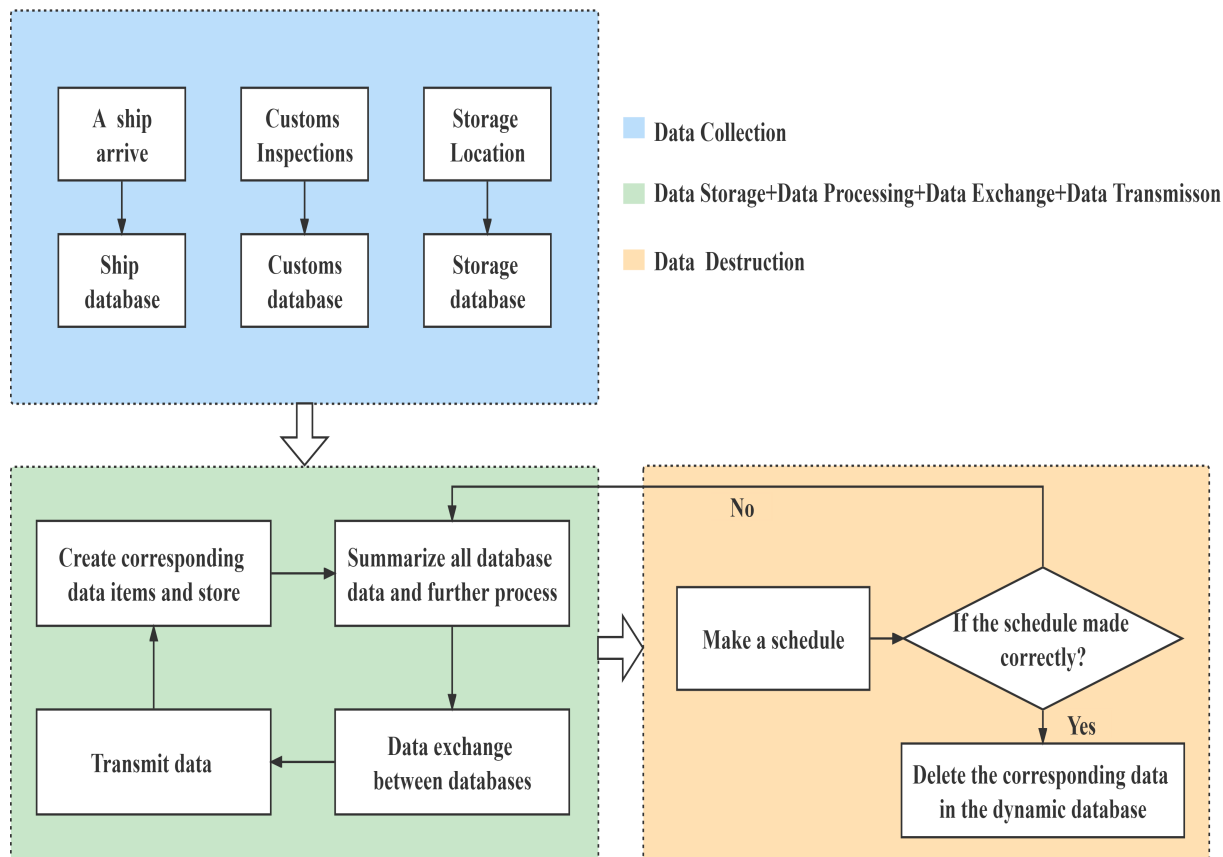 A ship
arrive
Customs
Inspections
Storage
Location
Ship
database
Customs
database
Storage
database
Data Collection
Data Storage+Data Processing+Data Exchange+Data Transmisson
Data Destruction
Create corresponding
data items and store
Summarize all database
data and further process
Transmit data
Data exchange
between databases
No
Make a schedule
If the schedule made
correctly?
Yes
Delete the corresponding data
in the dynamic database